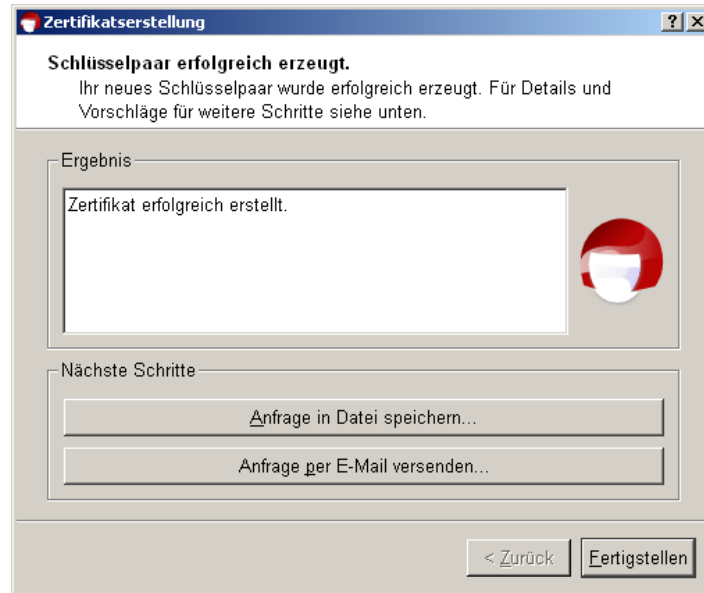 Zertifikatserstellung
Schlüsselpaar erfolgreich erzeugt.
Ihr neues Schlüsselpaar wurde erfolgreich erzeugt. Für Details und
Vorschläge für weitere Schritte siehe unten.
Ergebnis
Zertifikat erfolgreich erstellt.
Nächste Schritte
Anfrage in Datei speichern...
Anfrage per E-Mail versenden...
< Zurück
Fertigstellen